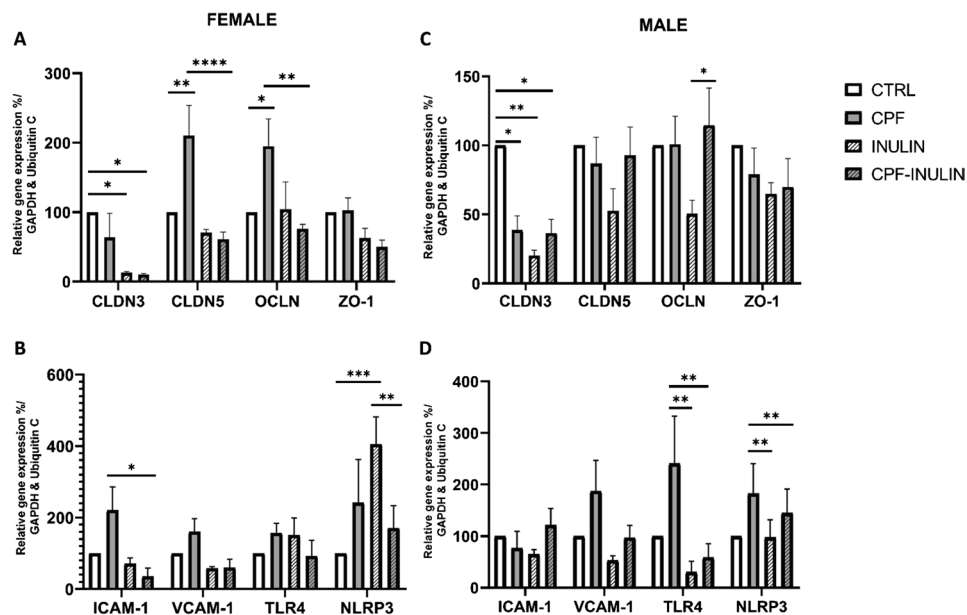 FEMALE
A
Relative gene expression %/
GAPDH & Ubiquitin C
300
200
100
0
**
****
*
**
*
*
CLDN3 CLDN5 OCLN ZO-1
MALE
C
Relative gene expression %/
GAPDH & Ubiquitin C
150
100
50
0
*
**
*
*
CLDN3 CLDN5 OCLN ZO-1
CTRL
CPF
INULIN
CPF-INULIN
B
Relative gene expression %/
GAPDH & Ubiquitin C
600
400
200
100
0
*
***
**
ICAM-1 VCAM-1 TLR4 NLRP3
D
Relative gene expression %/
GAPDH & Ubiquitin C
400
300
200
100
0
**
**
**
**
ICAM-1 VCAM-1 TLR4 NLRP3